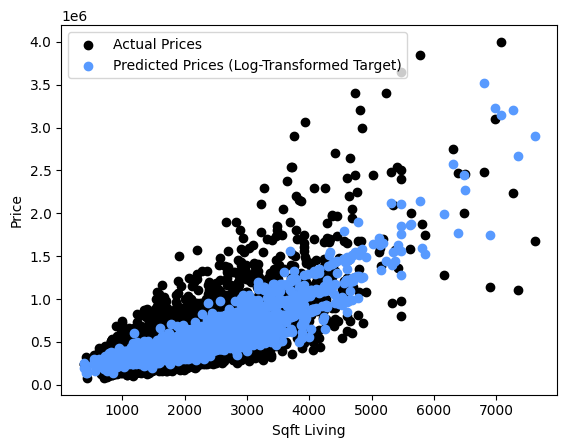 1e6
Actual Prices
Predicted Prices (Log-Transformed Target)
4.0
3.5
3.0
2.5
2.0
1.5
1.0
0.5
0.0
Price
1000 2000 3000 4000 5000 6000 7000
Sqft Living